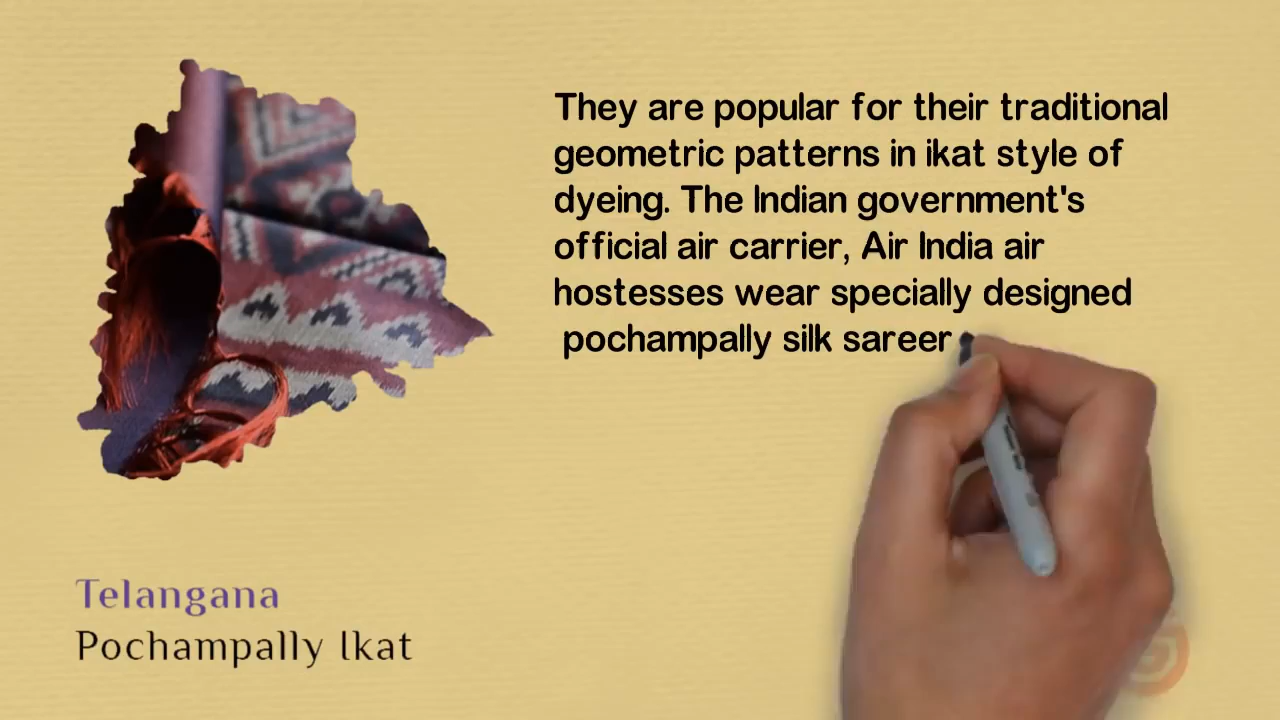 They are popular for their traditional
geometric patterns in ikat style of
dyeing. The Indian government's
official air carrier, Air India air
hostesses wear specially designed
pochampally silk sareer
Telangana
Pochampally Ikat